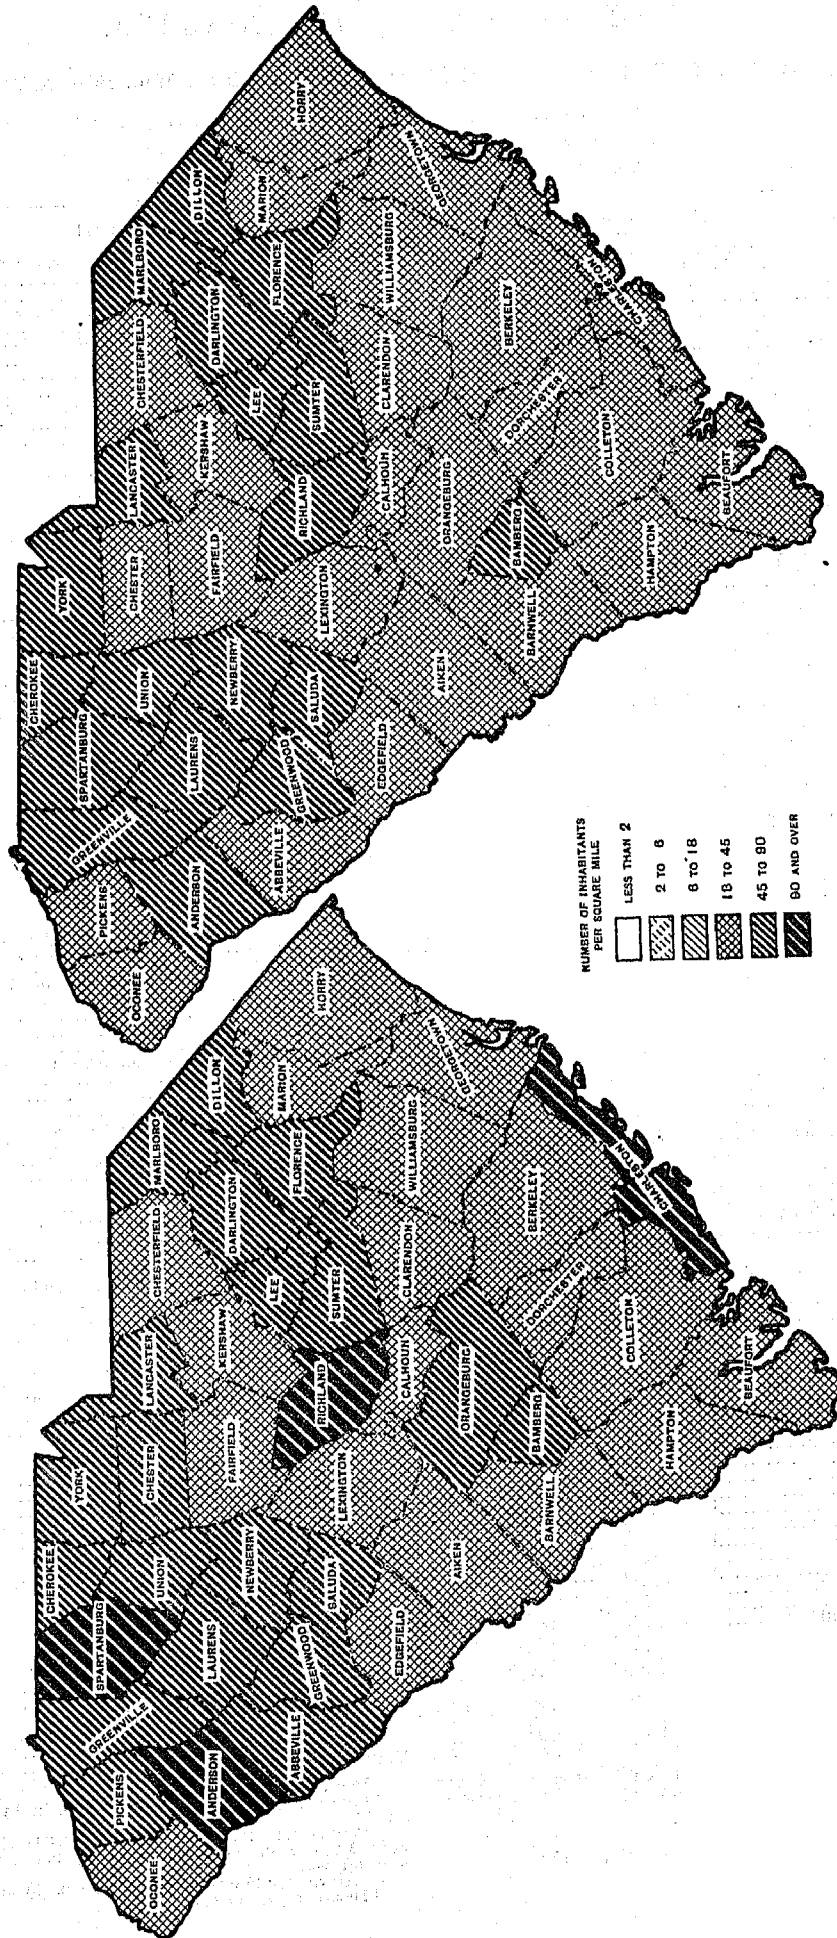 OCONEE
PICKENS
GREENVILLE
SPARTANBURG
CHEROKEE
YORK
ANDERSON
ABBEVILLE
LAURENS
UNION
CHESTER
LANCASTER
CHESTERFIELD
MARLBORO
GREENWOOD
NEWBERRY
FAIRFIELD
KERSHAW
DARLINGTON
DILLON
EDGEFIELD
SALUDA
LEXINGTON
RICHLAND
LEE
SUMTER
FLORENCE
MARION
HORRY
AIKEN
CALHOUN
CLARENDON
WILLIAMSBURG
GEORGETOWN
BARNWELL
BAMBERG
ORANGEBURG
DORCHESTER
BERKELEY
CHARLESTON
HAMPTON
COLLETON
BEAUFORT
OCONEE
PICKENS
GREENVILLE
SPARTANBURG
CHEROKEE
YORK
ANDERSON
ABBEVILLE
LAURENS
UNION
CHESTER
LANCASTER
CHESTERFIELD
MARLBORO
GREENWOOD
NEWBERRY
FAIRFIELD
KERSHAW
DARLINGTON
DILLON
EDGEFIELD
SALUDA
LEXINGTON
RICHLAND
LEE
SUMTER
FLORENCE
MARION
HORRY
AIKEN
CALHOUN
CLARENDON
WILLIAMSBURG
GEORGETOWN
BARNWELL
BAMBERG
ORANGEBURG
DORCHESTER
BERKELEY
CHARLESTON
HAMPTON
COLLETON
BEAUFORT
NUMBER OF INHABITANTS
PER SQUARE MILE
LESS THAN 2
2 TO 6
6 TO 18
18 TO 45
45 TO 90
90 AND OVER